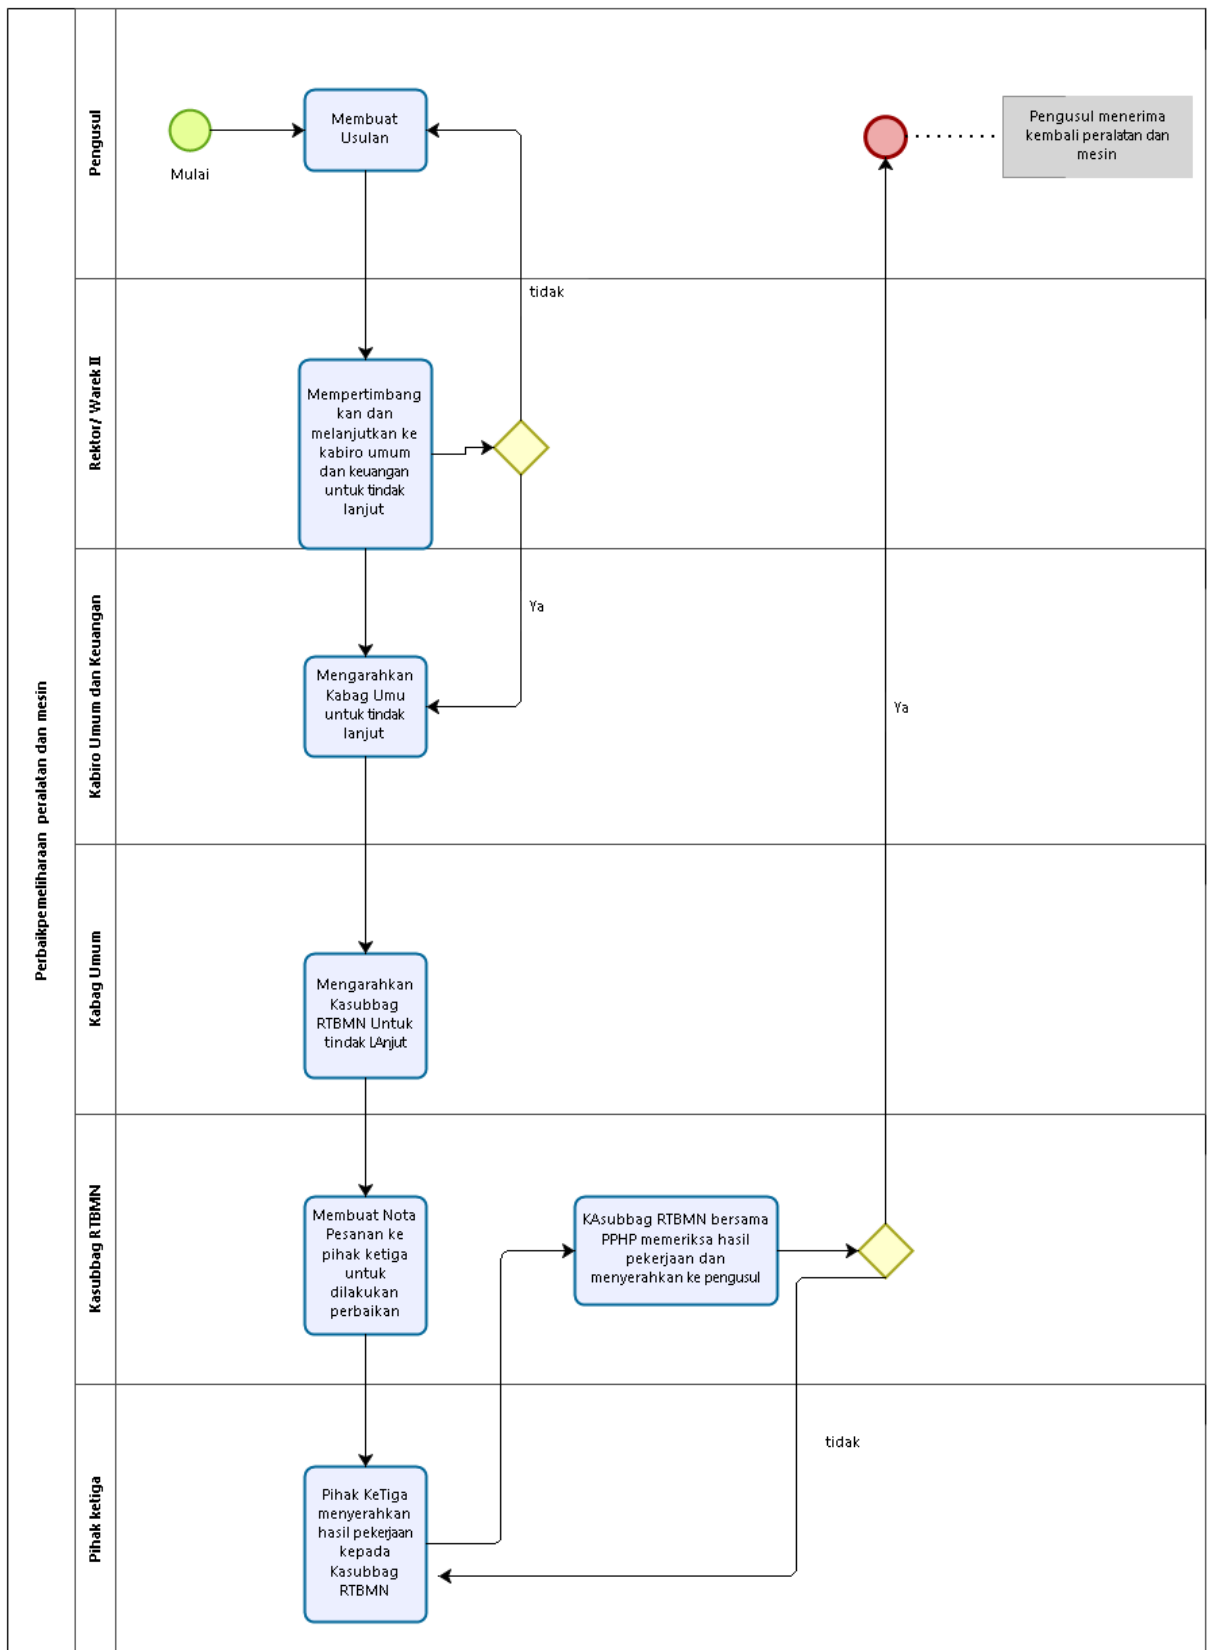 Perbaikpemeliharaan peralatan dan mesin
Pengusul
Mulai
Membuat
Usulan
Pengusul menerima
kembali peralatan dan
mesin
tidak
Rektor/ Warek II
Mempertimbang
kan dan
melanjutkan ke
kabiro umum
dan keuangan
untuk tindak
lanjut
Kabiro Umum dan Keuangan
Ya
Mengarahkan
Kabag Umu
untuk tindak
lanjut
Ya
Kabag Umum
Mengarahkan
Kasubbag
RTBMN Untuk
tindak LAnjut
Kasubbag RTBMN
Membuat Nota
Pesanan ke
pihak ketiga
untuk
dilakukan
perbaikan
KAsubbag RTBMN bersama
PPHP memeriksa hasil
pekerjaan dan
menyerahkan ke pengusul
Pihak ketiga
tidak
Pihak KeTiga
menyerahkan
hasil pekerjaan
kepada
Kasubbag
RTBMN